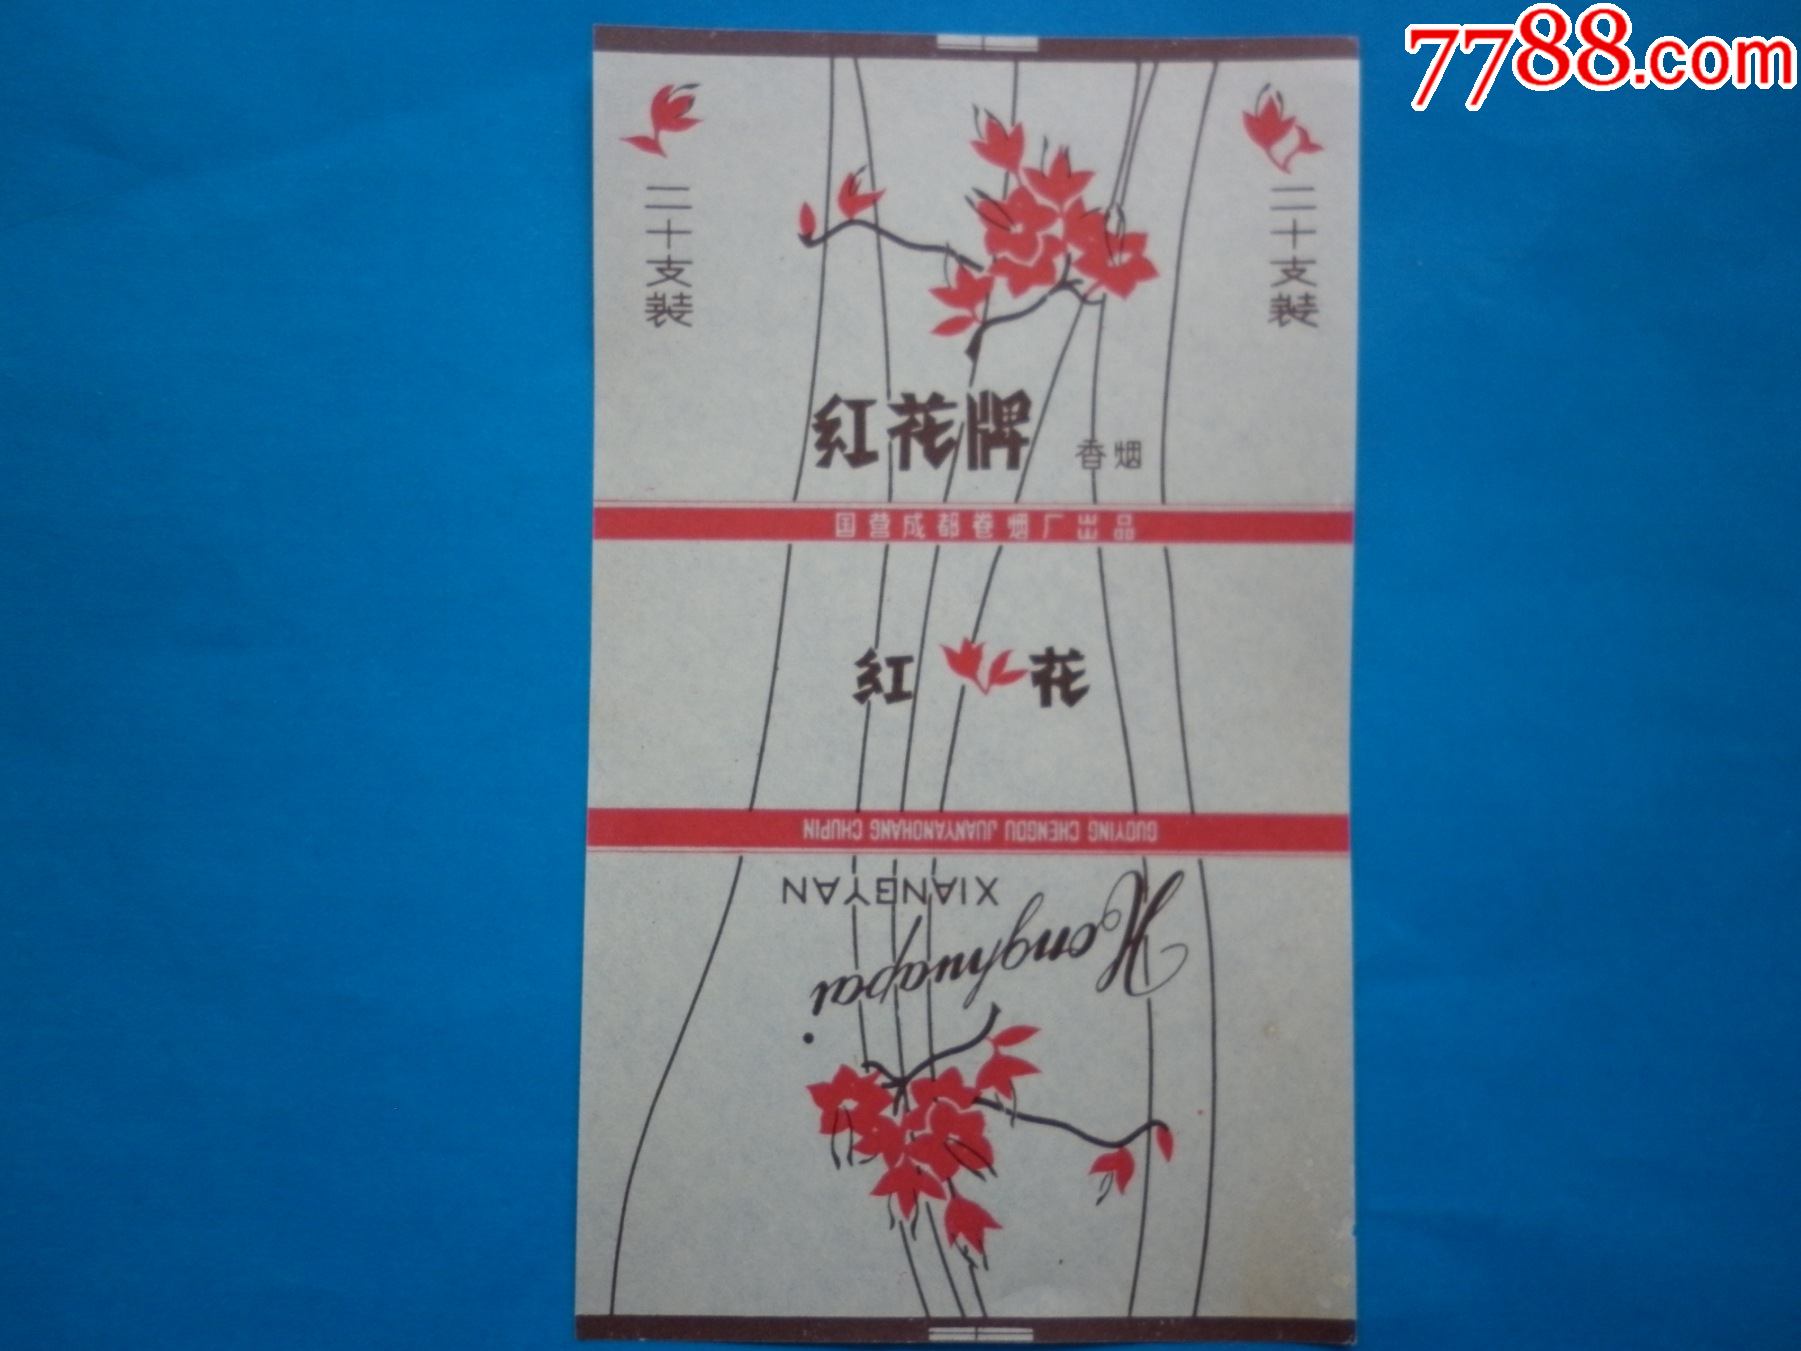 7788.com
二十支装
二十支装
红花牌 香烟
国营成都卷烟厂出品
红 花
GUOYING CHENGDU JUANYANCHANG CHUPIN
XIANGYAN
Honghuapai